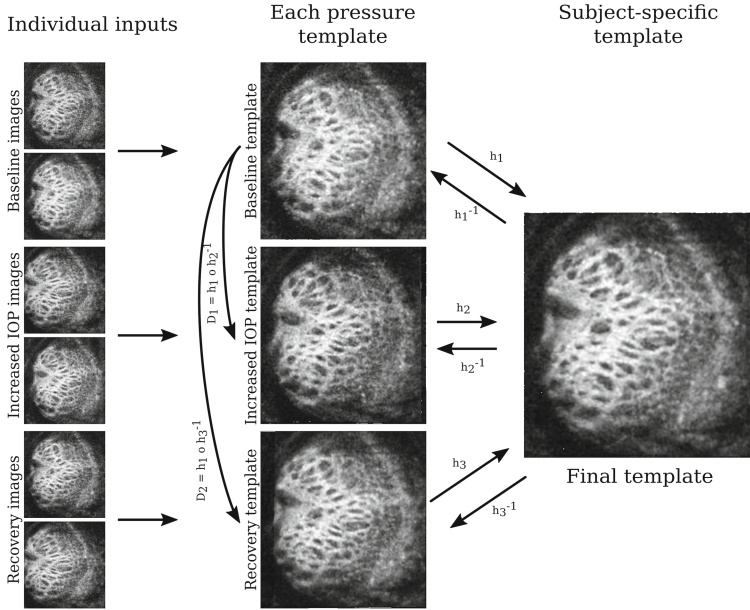 Individual inputs
Each pressure
template
Subject-specific
template
Baseline images
Increased IOP images
Recovery images
Baseline template
Increased IOP template
Recovery template
D1 = h1 o h2-1
D2 = h1 o h3-1
h1
h1-1
h2
h2-1
h3
h3-1
Final template